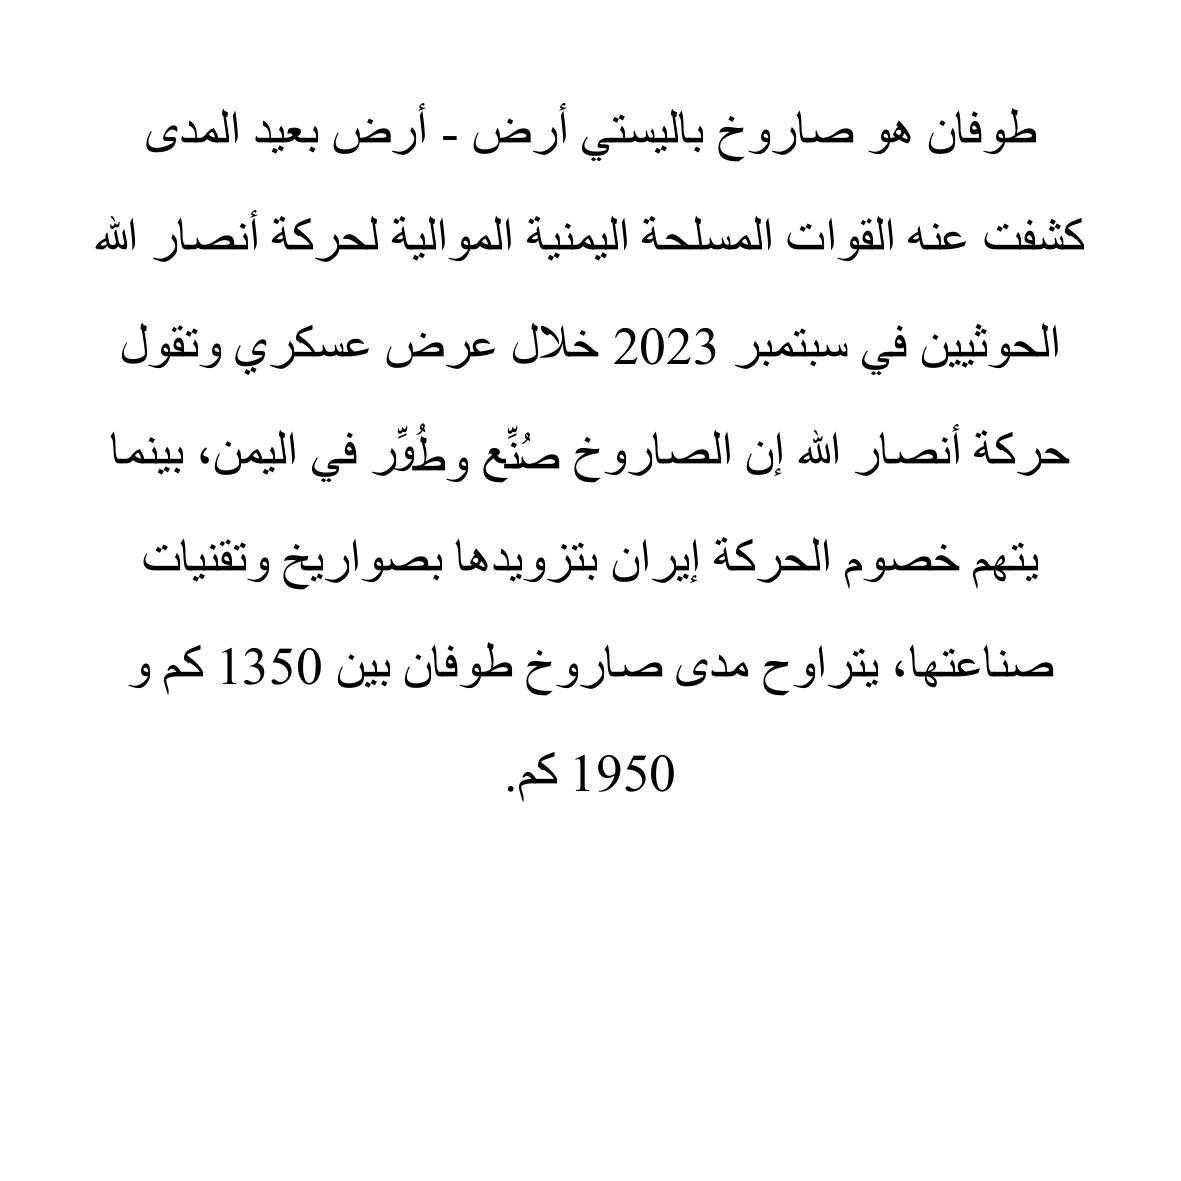 طوفان هو صاروخ باليستي أرض - أرض بعيد المدى
كشفت عنه القوات المسلحة اليمنية الموالية لحركة أنصار الله
الحوثيين في سبتمبر 2023 خلال عرض عسكري وتقول
حركة أنصار الله إن الصاروخ صُنِّع وطُوِّر في اليمن، بينما
يتهم خصوم الحركة إيران بتزويدها بصواريخ وتقنيات
صناعتها، يتراوح مدى صاروخ طوفان بين 1350 كم و
1950 كم.